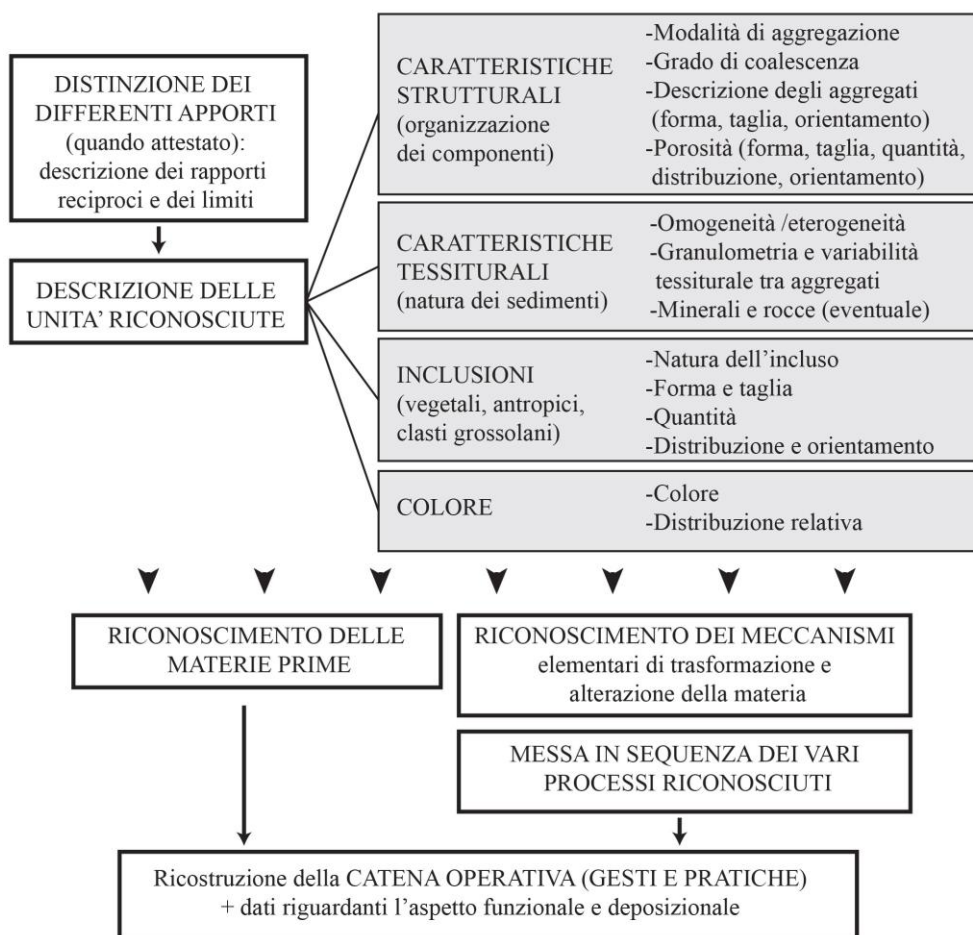 DISTINZIONE DEI
DIFFERENTI APPORTI
(quando attestato):
descrizione dei rapporti
reciproci e dei limiti
DESCRIZIONE DELLE
UNITA’ RICONOSCIUTE
CARATTERISTICHE
STRUTTURALI
(organizzazione
dei componenti)
-Modalità di aggregazione
-Grado di coalescenza
-Descrizione degli aggregati
(forma, taglia, orientamento)
-Porosità (forma, taglia, quantità,
distribuzione, orientamento)
CARATTERISTICHE
TESSITURALI
(natura dei sedimenti)
-Omogeneità /eterogeneità
-Granulometria e variabilità
tessiturale tra aggregati
-Minerali e rocce (eventuale)
INCLUSIONI
(vegetali, antropici,
clasti grossolani)
-Natura dell’incluso
-Forma e taglia
-Quantità
-Distribuzione e orientamento
COLORE
-Colore
-Distribuzione relativa
RICONOSCIMENTO DELLE
MATERIE PRIME
RICONOSCIMENTO DEI MECCANISMI
elementari di trasformazione e
alterazione della materia
MESSA IN SEQUENZA DEI VARI
PROCESSI RICONOSCIUTI
Ricostruzione della CATENA OPERATIVA (GESTI E PRATICHE)
+ dati riguardanti l’aspetto funzionale e deposizionale